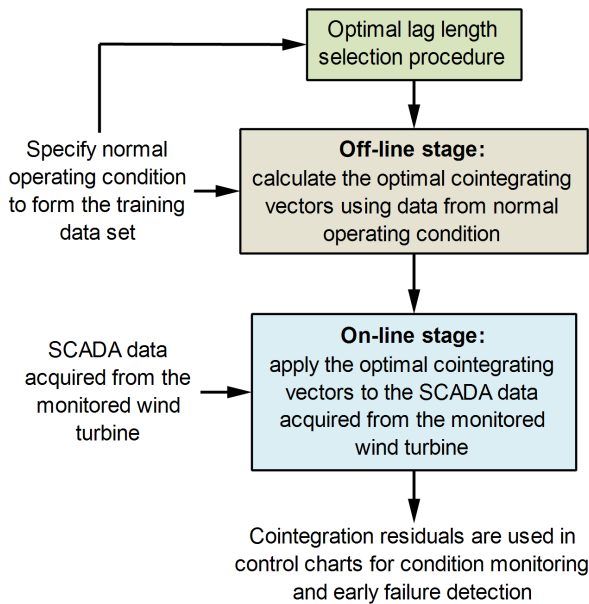 Optimal lag length
selection procedure
Specify normal
operating condition
to form the training
data set
Off-line stage:
calculate the optimal cointegrating
vectors using data from normal
operating condition
SCADA data
acquired from the
monitored wind
turbine
On-line stage:
apply the optimal cointegrating
vectors to the SCADA data
acquired from the monitored
wind turbine
Cointegration residuals are used in
control charts for condition monitoring
and early failure detection